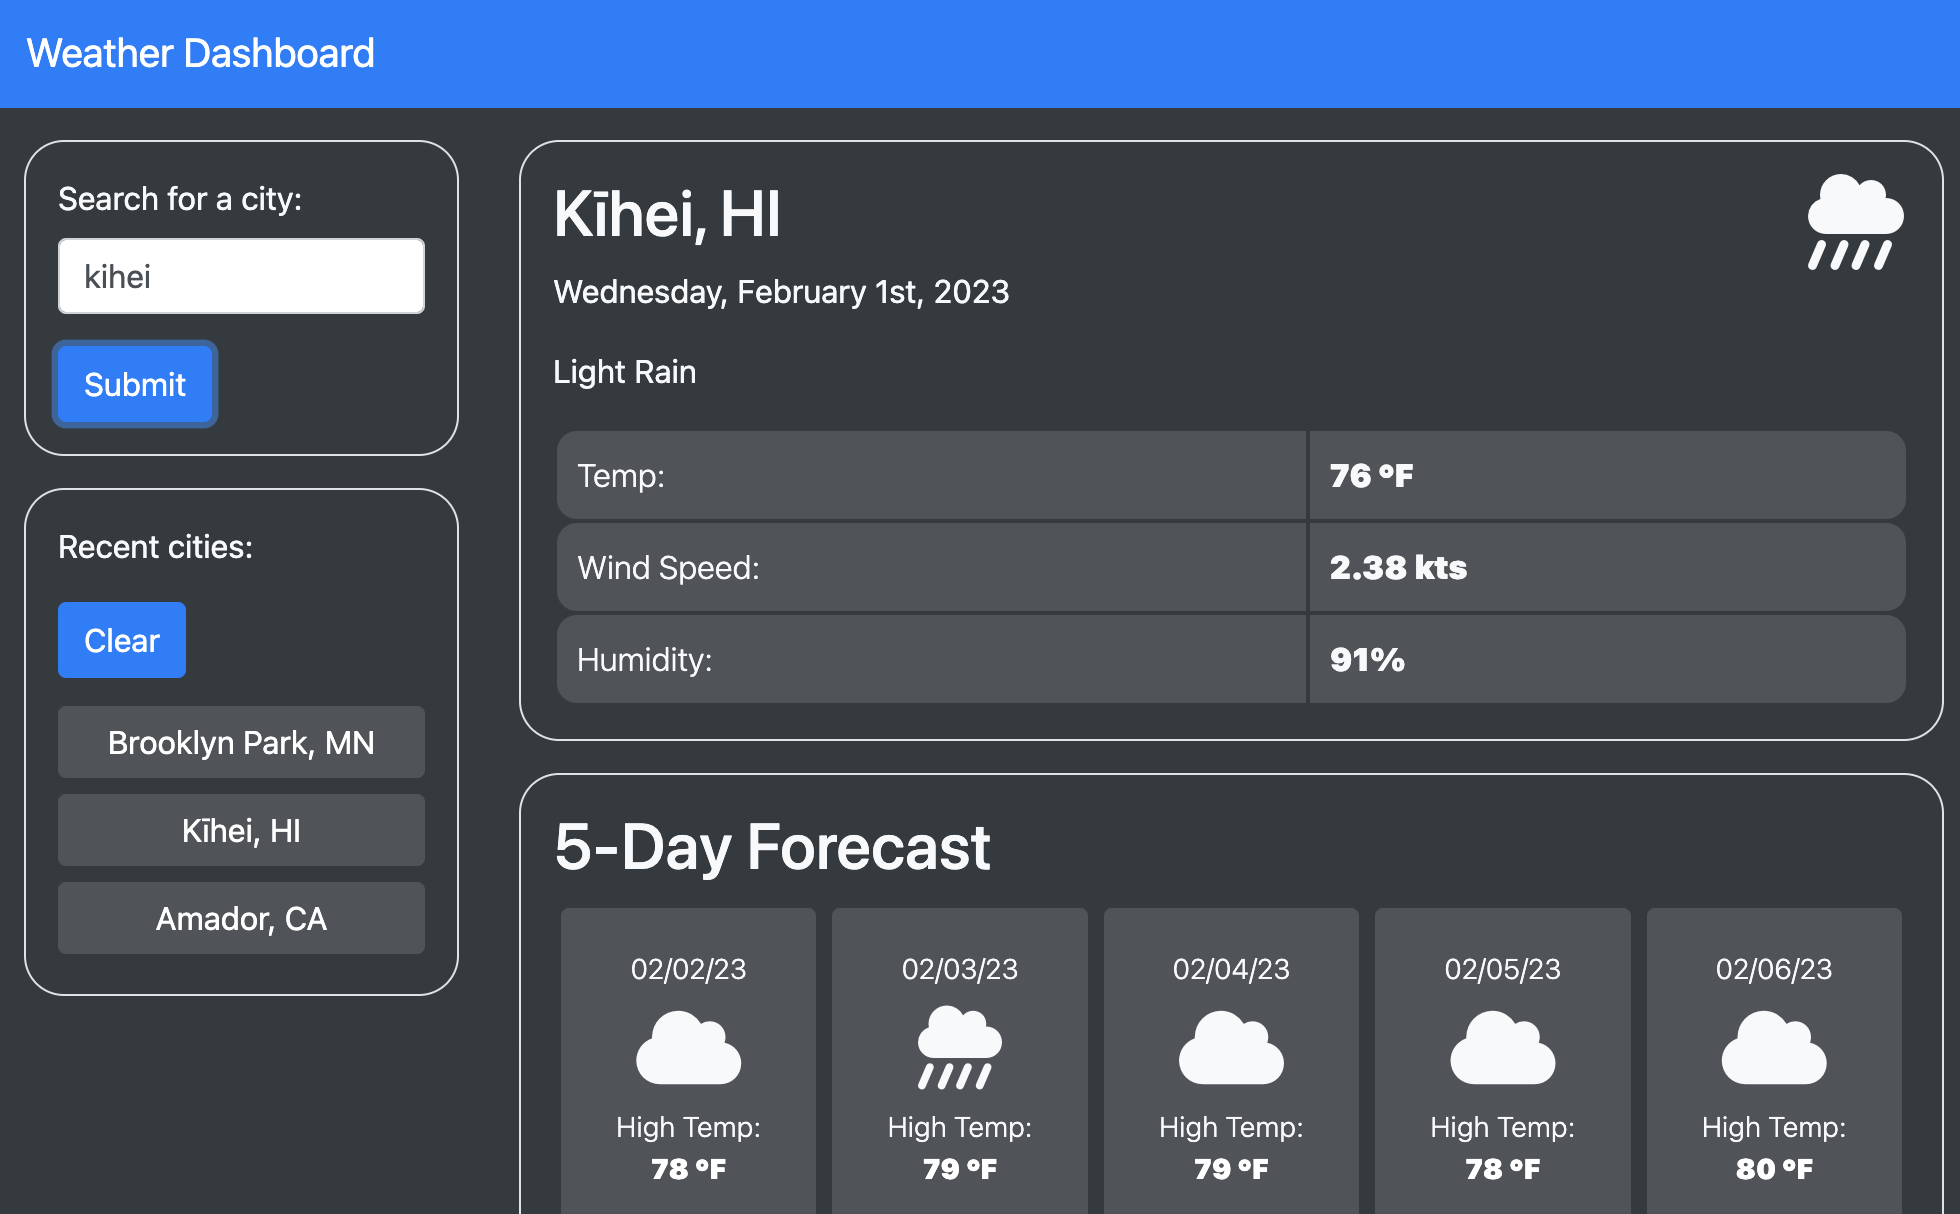 Weather Dashboard
Search for a city:
kihei
Submit
Recent cities:
Clear
Brooklyn Park, MN
Kīhei, HI
Amador, CA
Kīhei, HI
Wednesday, February 1st, 2023
Light Rain
Temp: 76 °F
Wind Speed: 2.38 kts
Humidity: 91%
5-Day Forecast
02/02/23
High Temp:
78 °F
02/03/23
High Temp:
79 °F
02/04/23
High Temp:
79 °F
02/05/23
High Temp:
78 °F
02/06/23
High Temp:
80 °F